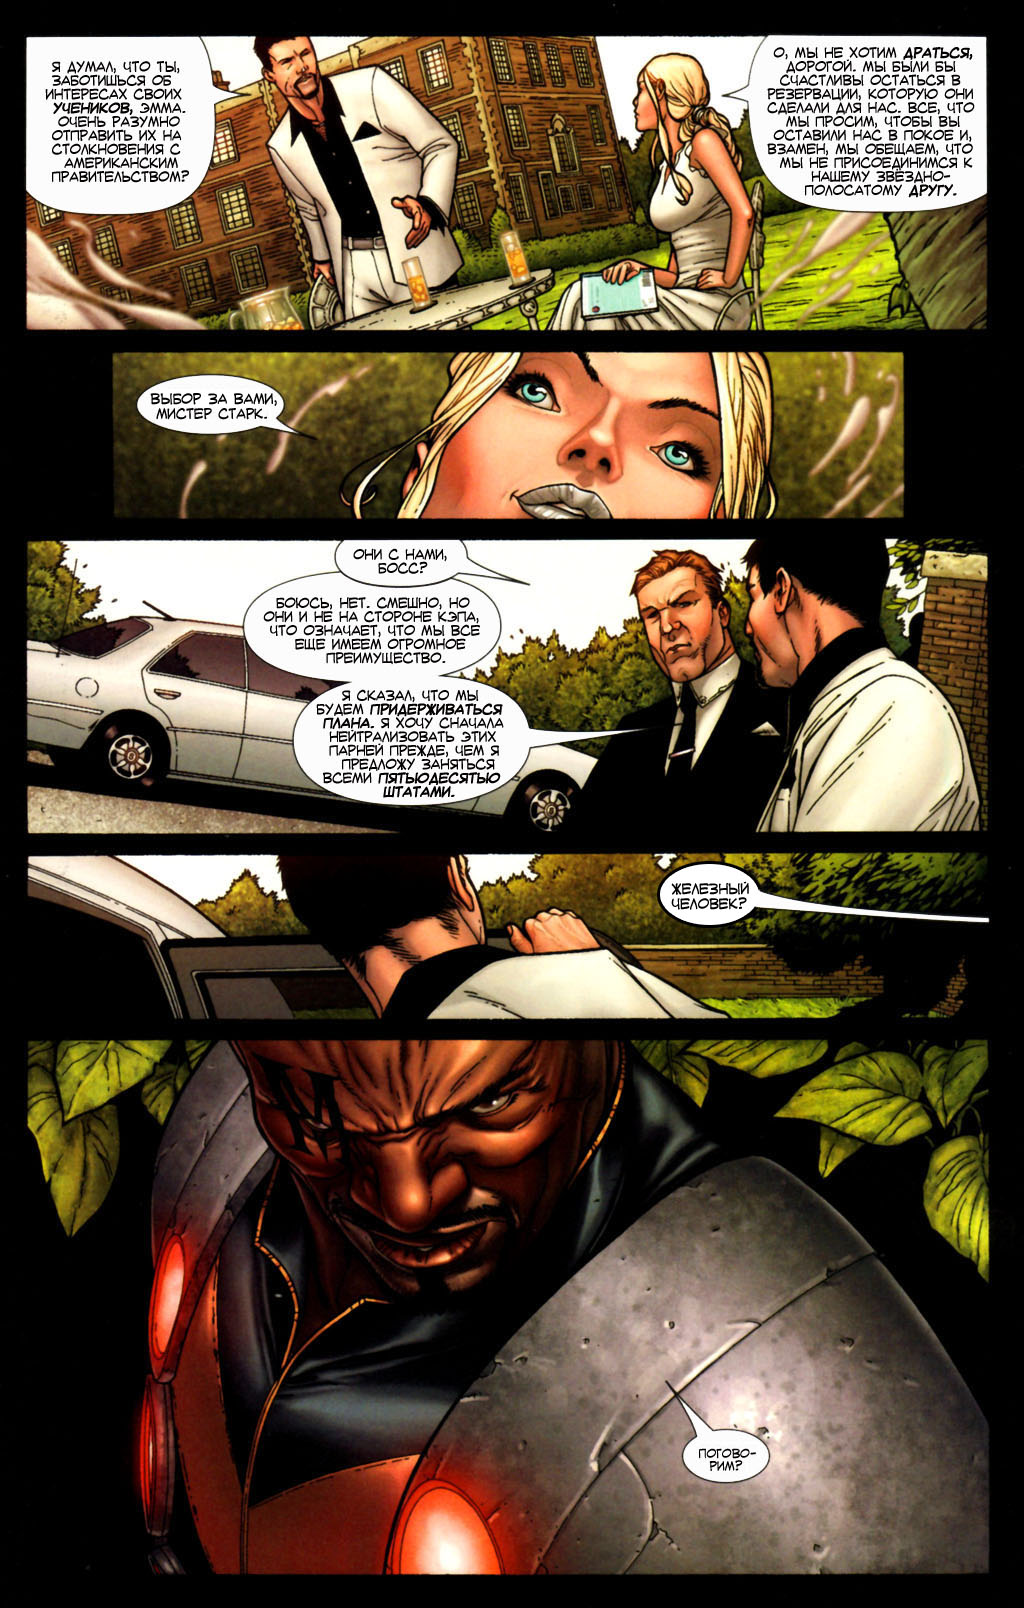 Я ДУМАЛ, ЧТО ТЫ,
ЗАБОТИШЬСЯ ОБ
ИНТЕРЕСАХ СВОИХ
УЧЕНИКОВ, ЭММА.
ОЧЕНЬ РАЗУМНО
ОТПРАВИТЬ ИХ НА
СТОЛКНОВЕНИЯ С
АМЕРИКАНСКИМ
ПРАВИТЕЛЬСТВОМ?
О, МЫ НЕ ХОТИМ ДРАТЬСЯ,
ДОРОГОЙ. МЫ БЫЛИ БЫ
СЧАСТЛИВЫ ОСТАТЬСЯ В
РЕЗЕРВАЦИИ, КОТОРУЮ ОНИ
СДЕЛАЛИ ДЛЯ НАС. ВСЕ, ЧТО
МЫ ПРОСИМ, ЧТОБЫ ВЫ
ОСТАВИЛИ НАС В ПОКОЕ И,
ВЗАМЕН, МЫ ОБЕЩАЕМ, ЧТО
МЫ НЕ ПРИСОЕДИНИМСЯ К
НАШЕМУ ЗВЁЗДНО-
ПОЛОСАТОМУ ДРУГУ.
ВЫБОР ЗА ВАМИ,
МИСТЕР СТАРК.
ОНИ С НАМИ,
БОСС?
БОЮСЬ, НЕТ. СМЕШНО, НО
ОНИ И НЕ НА СТОРОНЕ КЭПА,
ЧТО ОЗНАЧАЕТ, ЧТО МЫ ВСЕ
ЕЩЕ ИМЕЕМ ОГРОМНОЕ
ПРЕИМУЩЕСТВО.
Я СКАЗАЛ, ЧТО МЫ
БУДЕМ ПРИДЕРЖИВАТЬСЯ
ПЛАНА. Я ХОЧУ СНАЧАЛА
НЕЙТРАЛИЗОВАТЬ ЭТИХ
ПАРНЕЙ ПРЕЖДЕ, ЧЕМ Я
ПРЕДЛОЖУ ЗАНЯТЬСЯ
ВСЕМИ ПЯТЬЮДЕСЯТЬЮ
ШТАТАМИ.
ЖЕЛЕЗНЫЙ
ЧЕЛОВЕК?
ПОГОВО-
РИМ?